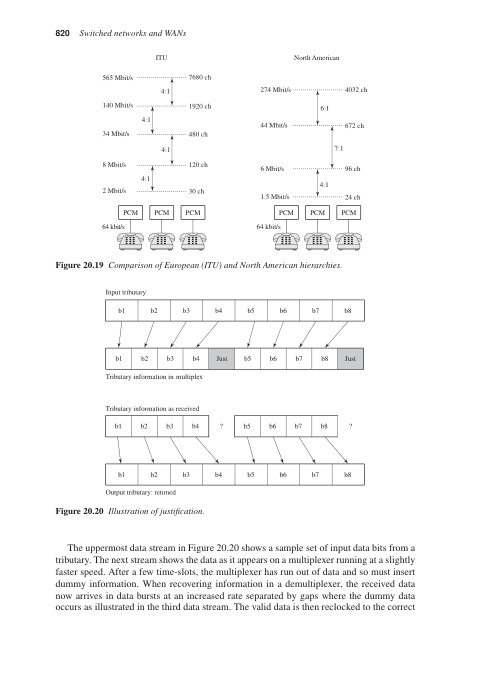 820 Switched networks and WANs
ITU
North American
565 Mbit/s 7680 ch
4:1
140 Mbit/s 1920 ch
4:1
34 Mbit/s 480 ch
4:1
8 Mbit/s 120 ch
4:1
2 Mbit/s 30 ch
PCM PCM PCM
64 kbit/s
274 Mbit/s 4032 ch
6:1
44 Mbit/s 672 ch
7:1
6 Mbit/s 96 ch
4:1
1.5 Mbit/s 24 ch
PCM PCM PCM
64 kbit/s
Figure 20.19 Comparison of European (ITU) and North American hierarchies.
Input tributary
b1 b2 b3 b4 b5 b6 b7 b8
b1 b2 b3 b4 Just b5 b6 b7 b8 Just
Tributary information in multiplex
Tributary information as received
b1 b2 b3 b4 ? b5 b6 b7 b8 ?
b1 b2 b3 b4 b5 b6 b7 b8
Output tributary: retimed
Figure 20.20 Illustration of justification.
The uppermost data stream in Figure 20.20 shows a sample set of input data bits from a
tributary. The next stream shows the data as it appears on a multiplexer running at a slightly
faster speed. After a few time-slots, the multiplexer has run out of data and so must insert
dummy information. When recovering information in a demultiplexer, the received data
now arrives in data bursts at an increased rate separated by gaps where the dummy data
occurs as illustrated in the third data stream. The valid data is then reclocked to the correct